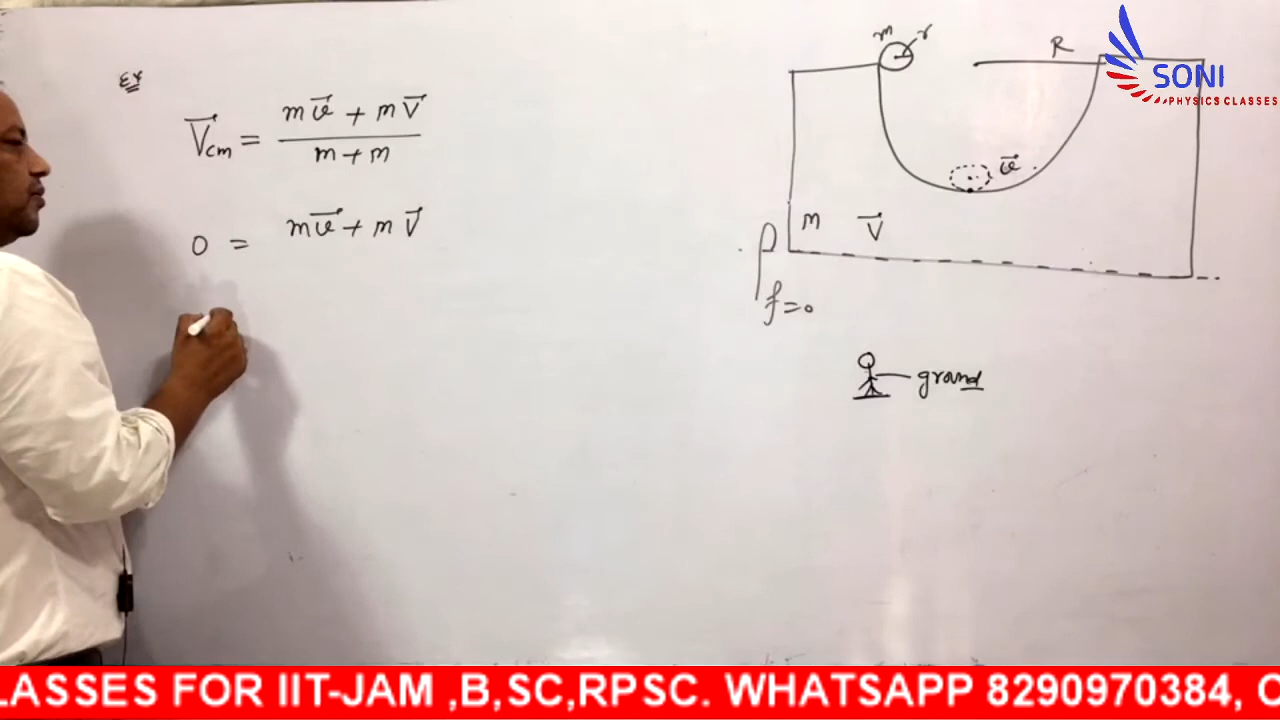 Ex
V⃗cm = (m v⃗ + M V⃗) / (m + M)
0 = m v⃗ + M V⃗
m r
R
v⃗
M V⃗
f=0
ground
SONI
PHYSICS CLASSES
LASSES FOR IIT-JAM ,B,SC,RPSC. WHATSAPP 8290970384, C